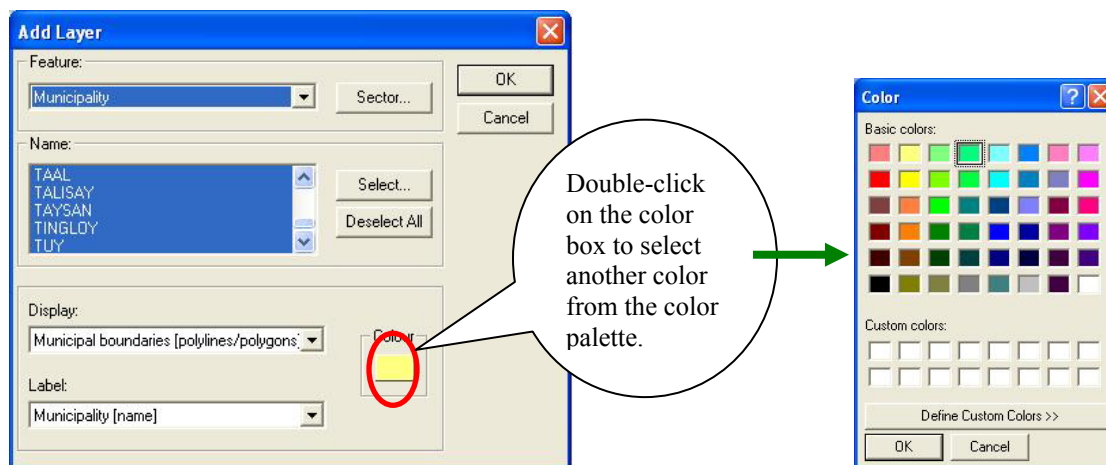 Add Layer
Feature:
Municipality
Sector...
OK
Cancel
Name:
TAAL
TALISAY
TAYSAN
TINGLOY
TUY
Select...
Deselect All
Display:
Municipal boundaries [polylines/polygons]
Colour
Label:
Municipality [name]
Double-click
on the color
box to select
another color
from the color
palette.
Color
Basic colors:
Custom colors:
Define Custom Colors >>
OK
Cancel